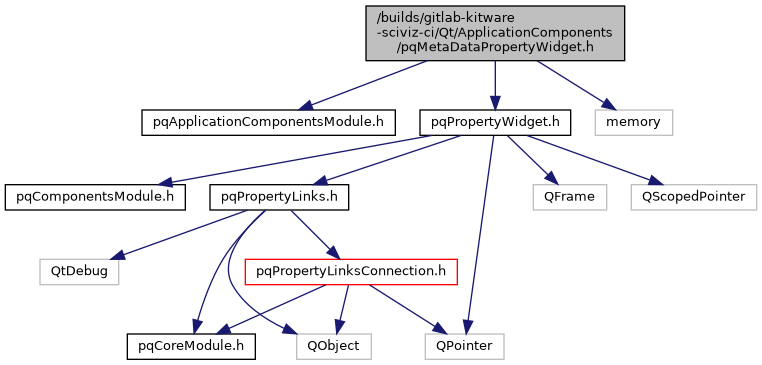 /builds/gitlab-kitware
-sciviz-ci/Qt/ApplicationComponents
/pqMetaDataPropertyWidget.h
pqApplicationComponentsModule.h
pqPropertyWidget.h
memory
pqComponentsModule.h
pqPropertyLinks.h
QFrame
QScopedPointer
QtDebug
pqPropertyLinksConnection.h
pqCoreModule.h
QObject
QPointer